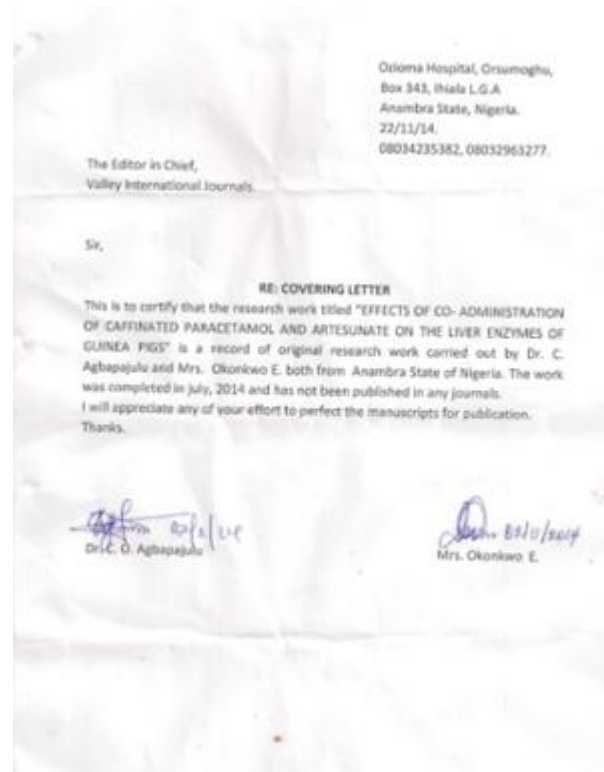 Ozioma Hospital, Orsumoghu,
Box 343, Ihiala L.G.A
Anambra State, Nigeria.
22/11/14.
08034235382, 08032963277.
The Editor in Chief,
Valley International Journals.
Sir,
RE: COVERING LETTER
This is to certify that the research work titled "EFFECTS OF CO- ADMINISTRATION
OF CAFFINATED PARACETAMOL AND ARTESUNATE ON THE LIVER ENZYMES OF
GUINEA PIGS" is a record of original research work carried out by Dr. C.
Agbapajulu and Mrs. Okonkwo E. both from Anambra State of Nigeria. The work
was completed in july, 2014 and has not been published in any journals.
I will appreciate any of your effort to perfect the manuscripts for publication.
Thanks.
Dr. C. O. Agbapajulu
Mrs. Okonkwo E.